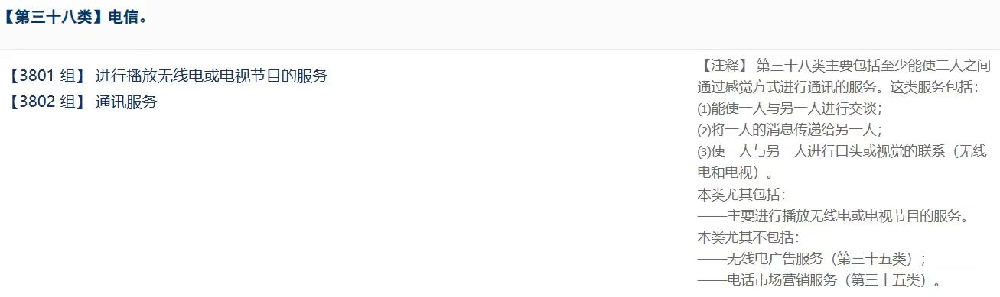 【第三十八类】电信。
【3801 组】 进行播放无线电或电视节目的服务
【3802 组】 通讯服务
【注释】 第三十八类主要包括至少能使二人之间
通过感觉方式进行通讯的服务。这类服务包括：
⑴能使一人与另一人进行交谈；
⑵将一人的消息传递给另一人；
⑶使一人与另一人进行口头或视觉的联系（无线
电和电视）。
本类尤其包括：
——主要进行播放无线电或电视节目的服务。
本类尤其不包括：
——无线电广告服务（第三十五类）；
——电话市场营销服务（第三十五类）。